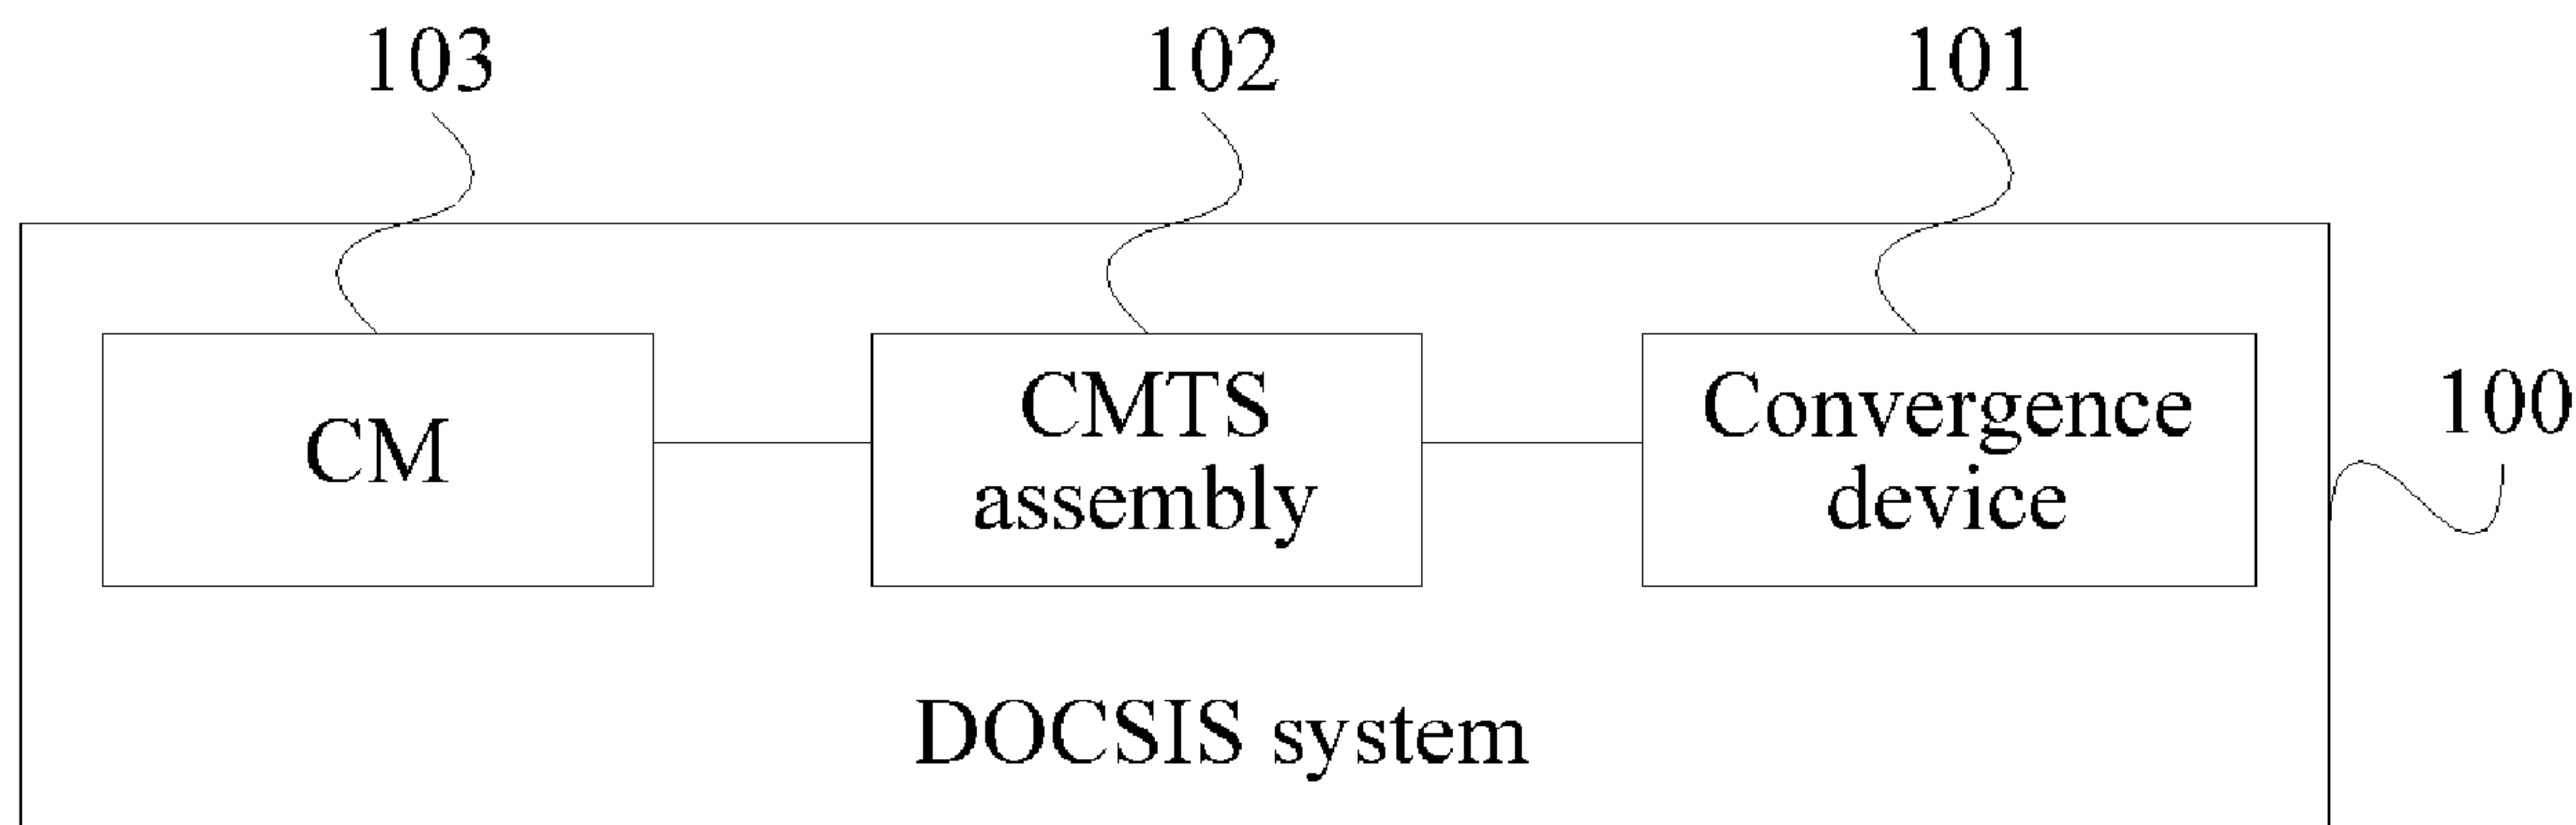 103 102 101
CM
CMTS
assembly
Convergence
device
100
DOCSIS system